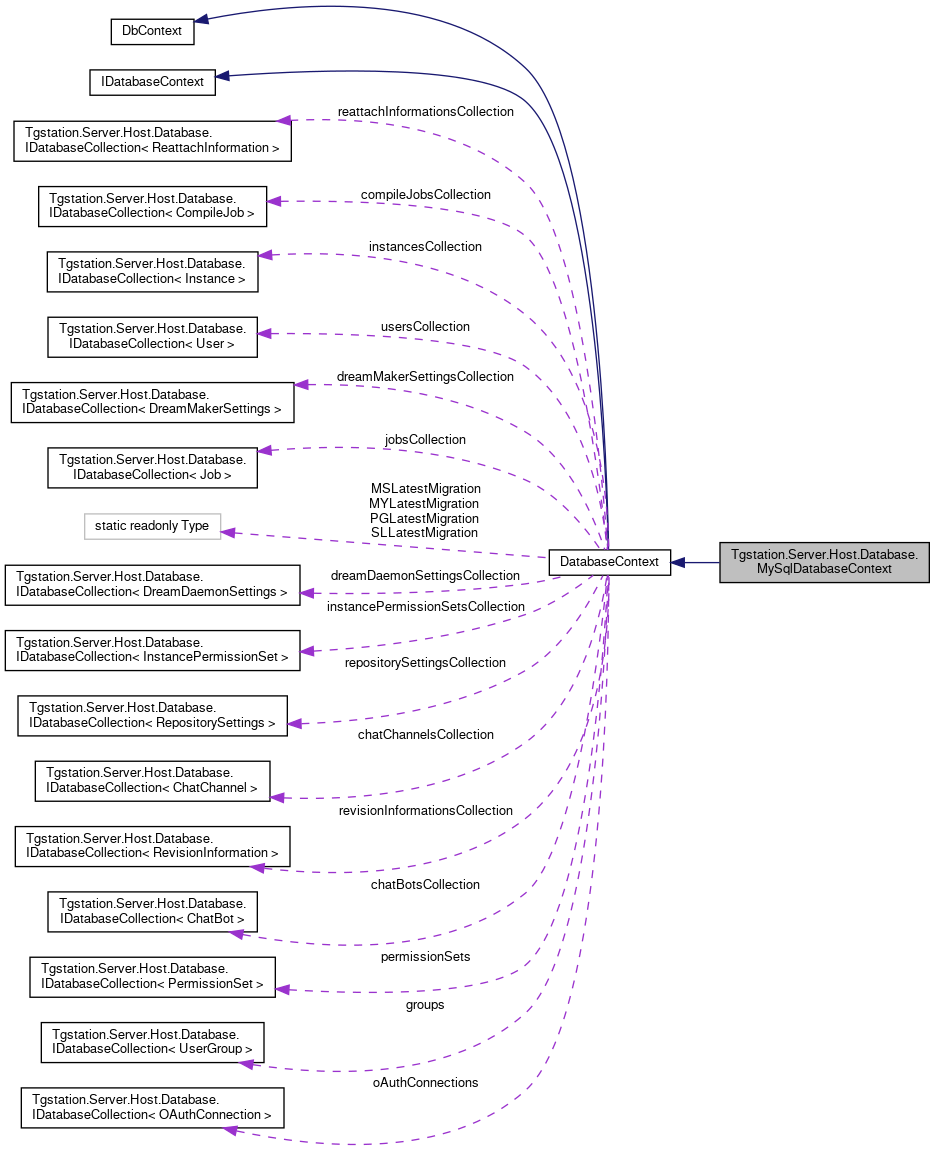 DbContext
IDatabaseContext
reattachInformationsCollection
Tgstation.Server.Host.Database.
IDatabaseCollection< ReattachInformation >
compileJobsCollection
Tgstation.Server.Host.Database.
IDatabaseCollection< CompileJob >
instancesCollection
Tgstation.Server.Host.Database.
IDatabaseCollection< Instance >
usersCollection
Tgstation.Server.Host.Database.
IDatabaseCollection< User >
dreamMakerSettingsCollection
Tgstation.Server.Host.Database.
IDatabaseCollection< DreamMakerSettings >
jobsCollection
Tgstation.Server.Host.Database.
IDatabaseCollection< Job >
MSLatestMigration
MYLatestMigration
PGLatestMigration
SLLatestMigration
static readonly Type
DatabaseContext
Tgstation.Server.Host.Database.
MySqlDatabaseContext
dreamDaemonSettingsCollection
Tgstation.Server.Host.Database.
IDatabaseCollection< DreamDaemonSettings >
instancePermissionSetsCollection
Tgstation.Server.Host.Database.
IDatabaseCollection< InstancePermissionSet >
repositorySettingsCollection
Tgstation.Server.Host.Database.
IDatabaseCollection< RepositorySettings >
chatChannelsCollection
Tgstation.Server.Host.Database.
IDatabaseCollection< ChatChannel >
revisionInformationsCollection
Tgstation.Server.Host.Database.
IDatabaseCollection< RevisionInformation >
chatBotsCollection
Tgstation.Server.Host.Database.
IDatabaseCollection< ChatBot >
permissionSets
Tgstation.Server.Host.Database.
IDatabaseCollection< PermissionSet >
groups
Tgstation.Server.Host.Database.
IDatabaseCollection< UserGroup >
oAuthConnections
Tgstation.Server.Host.Database.
IDatabaseCollection< OAuthConnection >